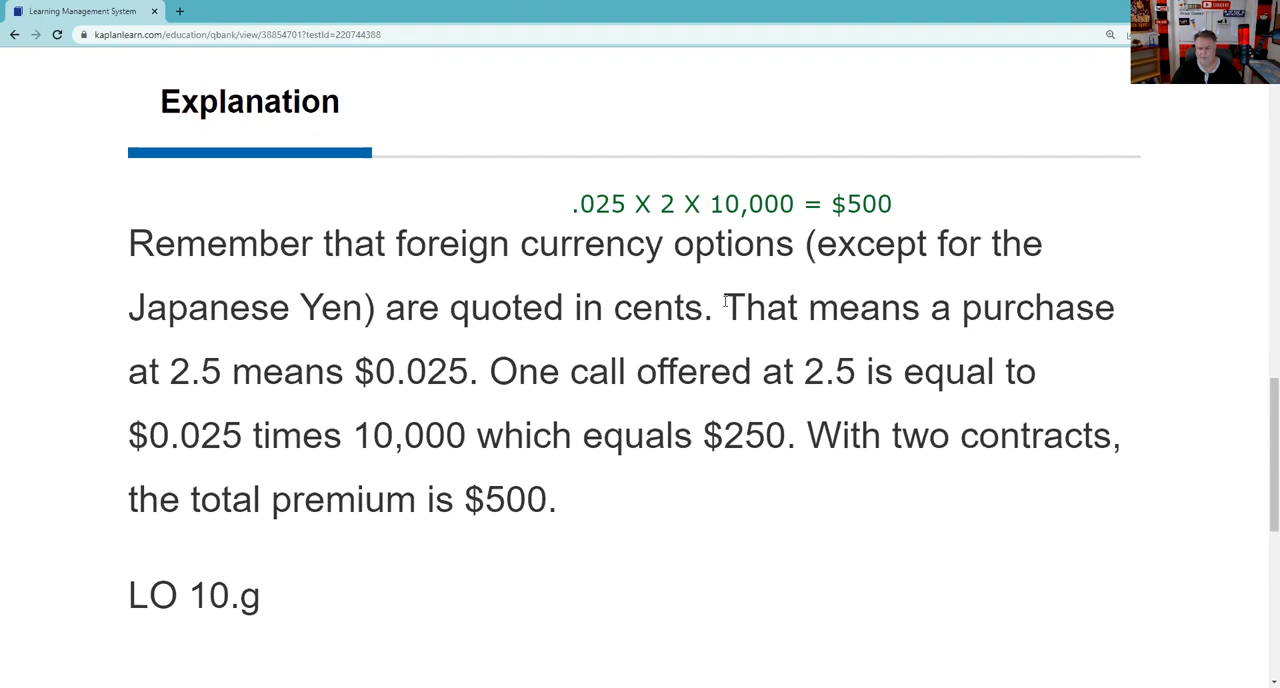 Learning Management System
kaplanlearn.com/education/qbank/view/38854701?testId=220744388
Explanation
.025 X 2 X 10,000 = $500
Remember that foreign currency options (except for the
Japanese Yen) are quoted in cents. That means a purchase
at 2.5 means $0.025. One call offered at 2.5 is equal to
$0.025 times 10,000 which equals $250. With two contracts,
the total premium is $500.
LO 10.g